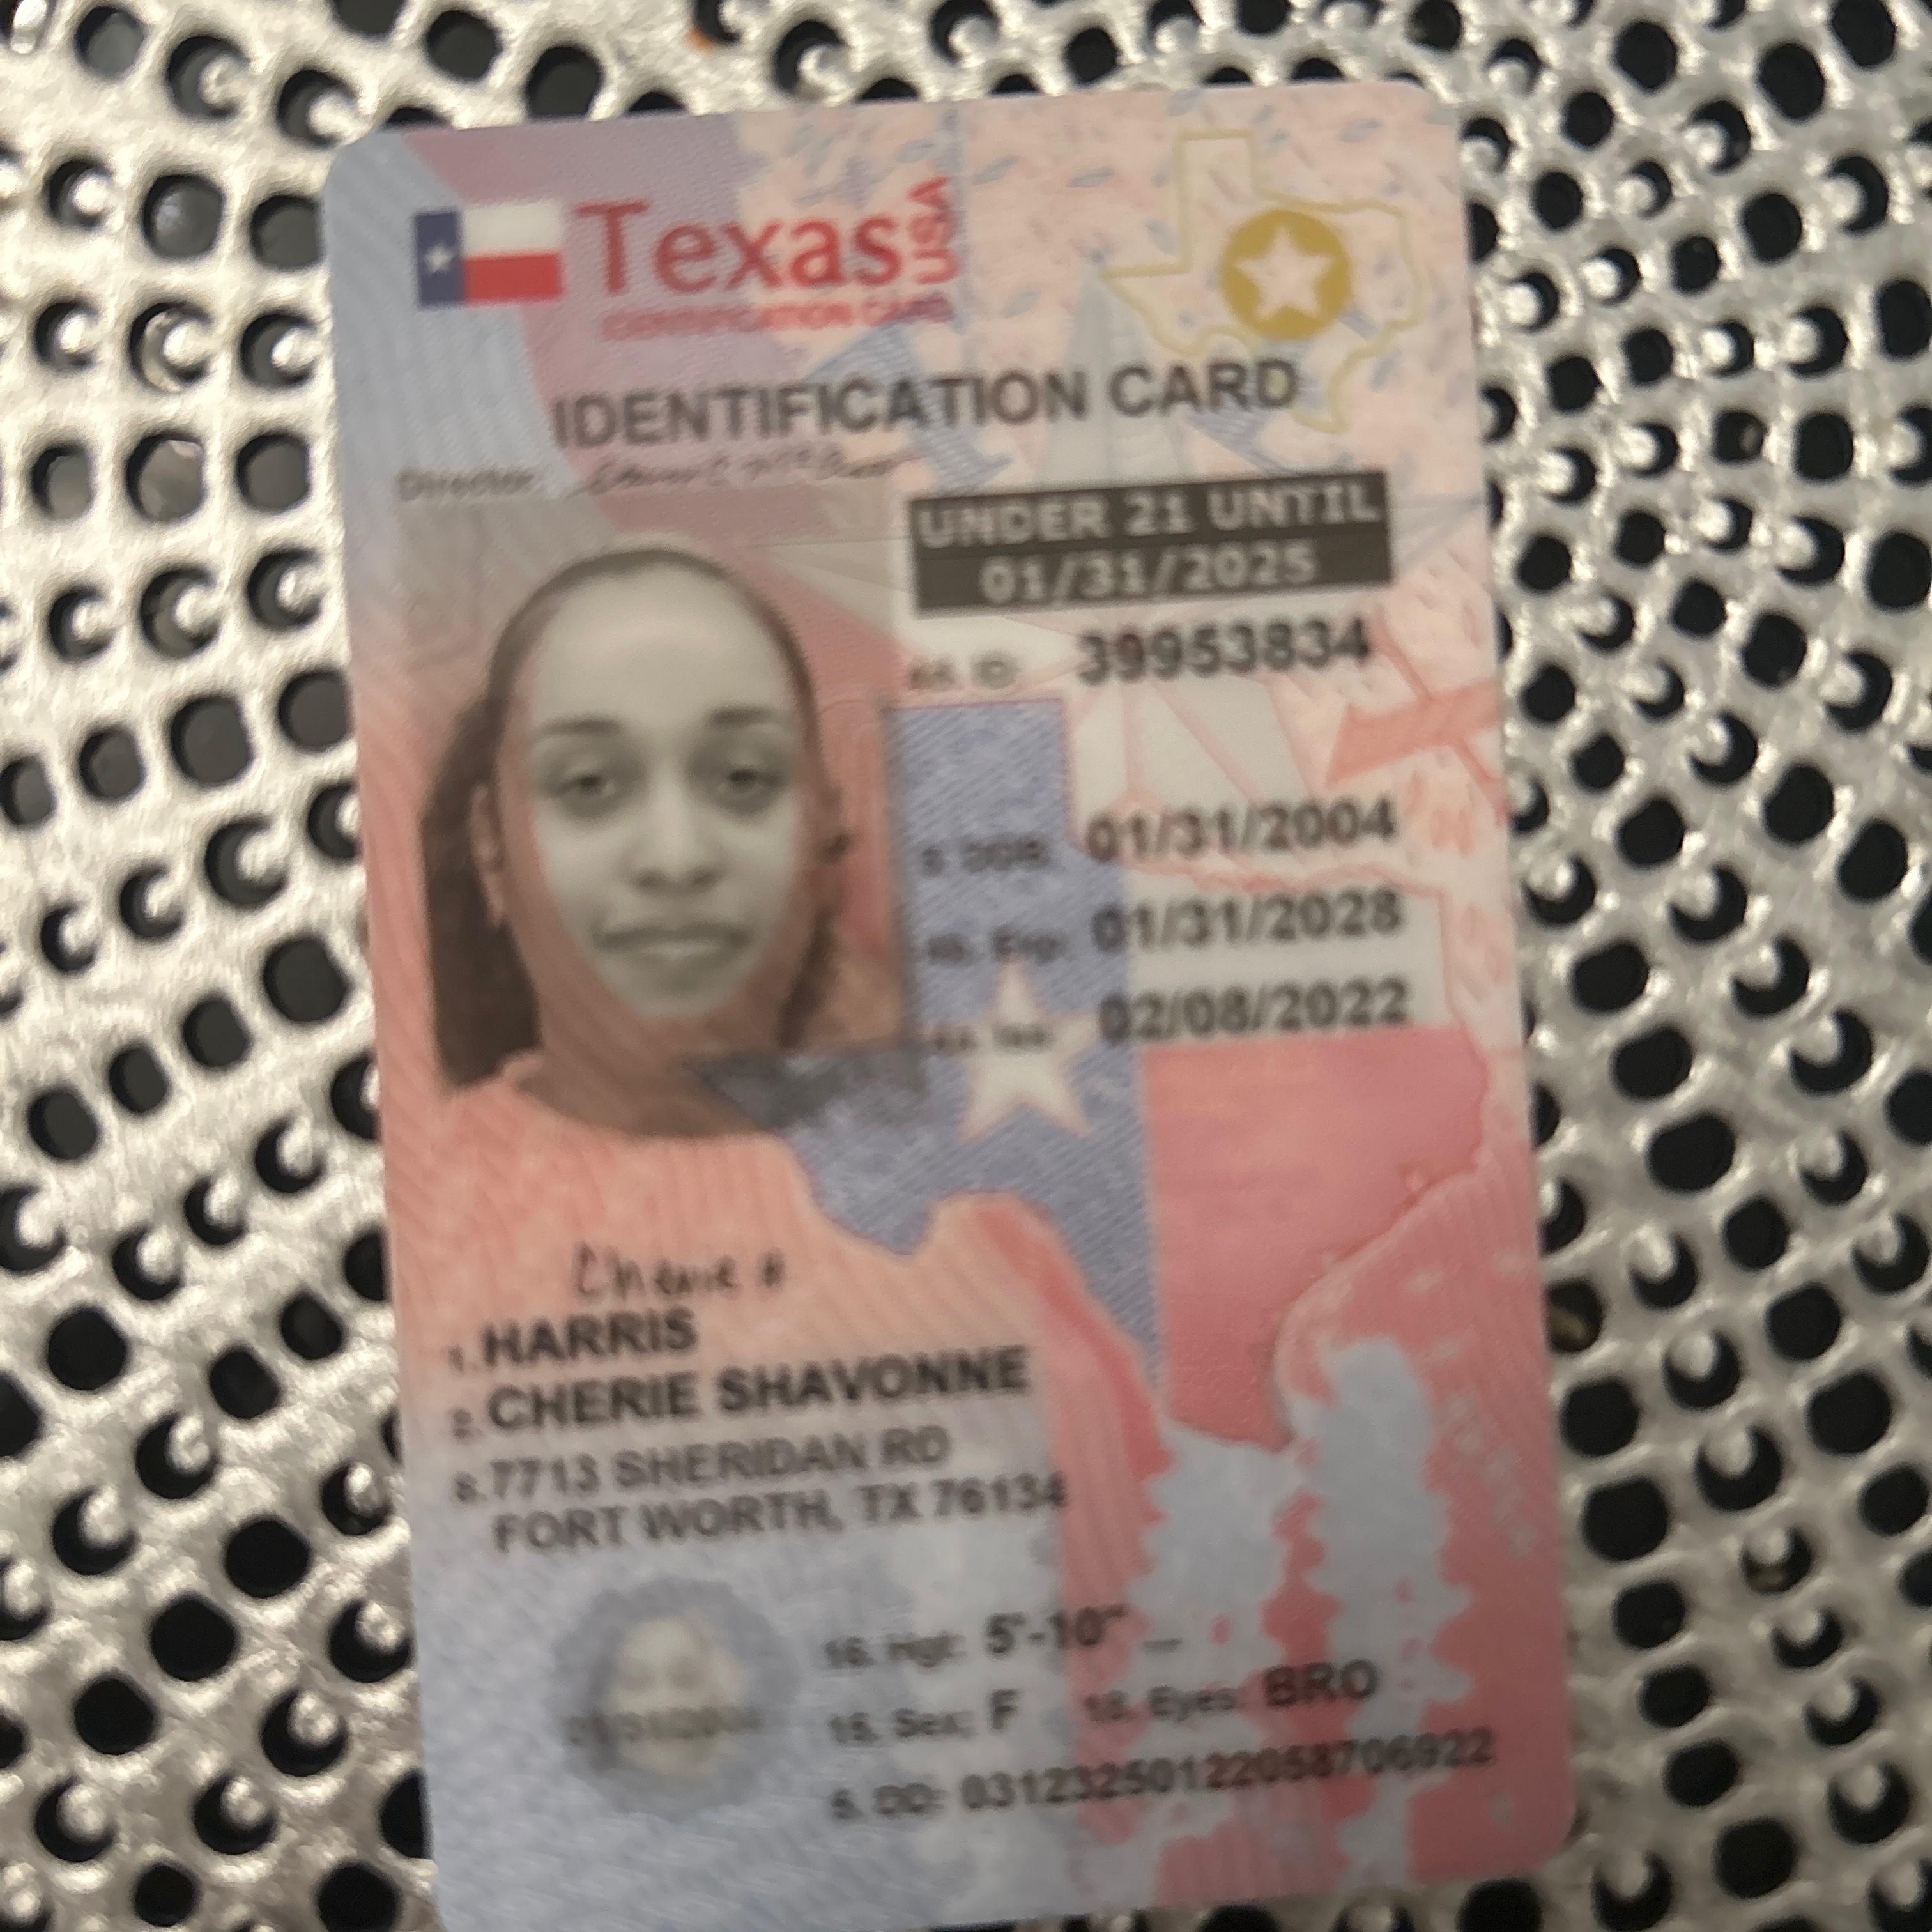 Texas USA
IDENTIFICATION CARD
IDENTIFICATION CARD
Director:
UNDER 21 UNTIL
01/31/2025
4d. ID: 39953834
3. DOB: 01/31/2004
4b. Exp: 01/31/2028
4a. Iss: 02/08/2022
Cherie H
1. HARRIS
2. CHERIE SHAVONNE
8. 7713 SHERIDAN RD
FORT WORTH, TX 76134
16. Hgt: 5'-10"
15. Sex: F 18. Eyes: BRO
5. DD: 03123250122058706922